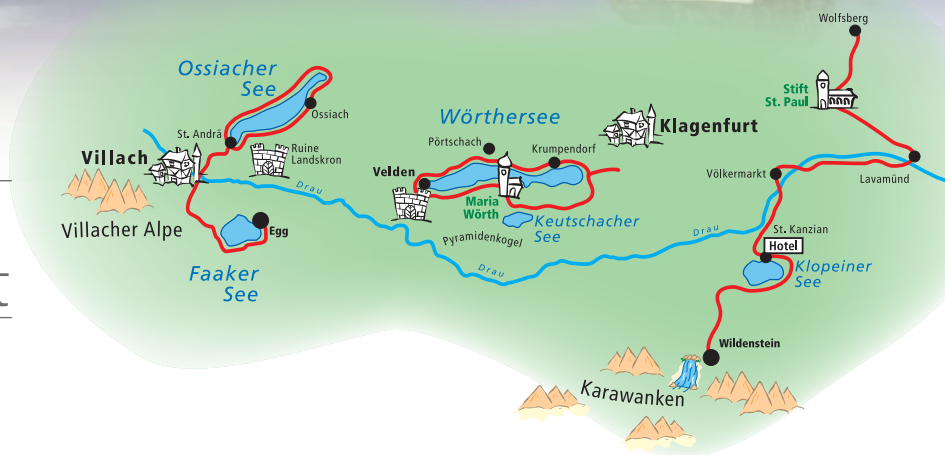 Wolfsberg
Ossiacher
See
Stift
St. Paul
Ossiach
Wörthersee
Klagenfurt
St. Andrä
Pörtschach
Krumpendorf
Villach
Ruine
Landskron
Velden
Völkermarkt
Lavamünd
Drau
Maria
Wörth
Villacher Alpe
Egg
Keutschacher
See
Pyramidenkogel
Drau
St. Kanzian
Hotel
Faaker
See
Drau
Klopeiner
See
Wildenstein
Karawanken